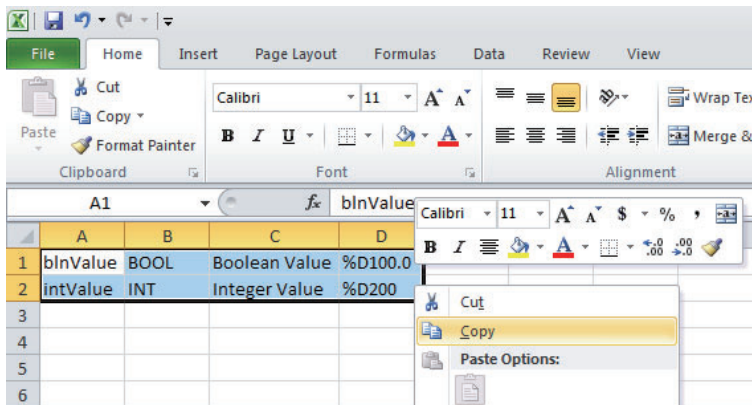 File Home Insert Page Layout Formulas Data Review View
Cut
Copy
Format Painter
Paste
Clipboard
Calibri 11 A A
B I U A
Font
Wrap Tex
Merge &
Alignment
A1 fx blnValue
Calibri 11 A A $ % ,
B I A .0 .00 .00 .0
A B C D
1 blnValue BOOL Boolean Value %D100.0
2 intValue INT Integer Value %D200
3
4
5
6
Cut
Copy
Paste Options: